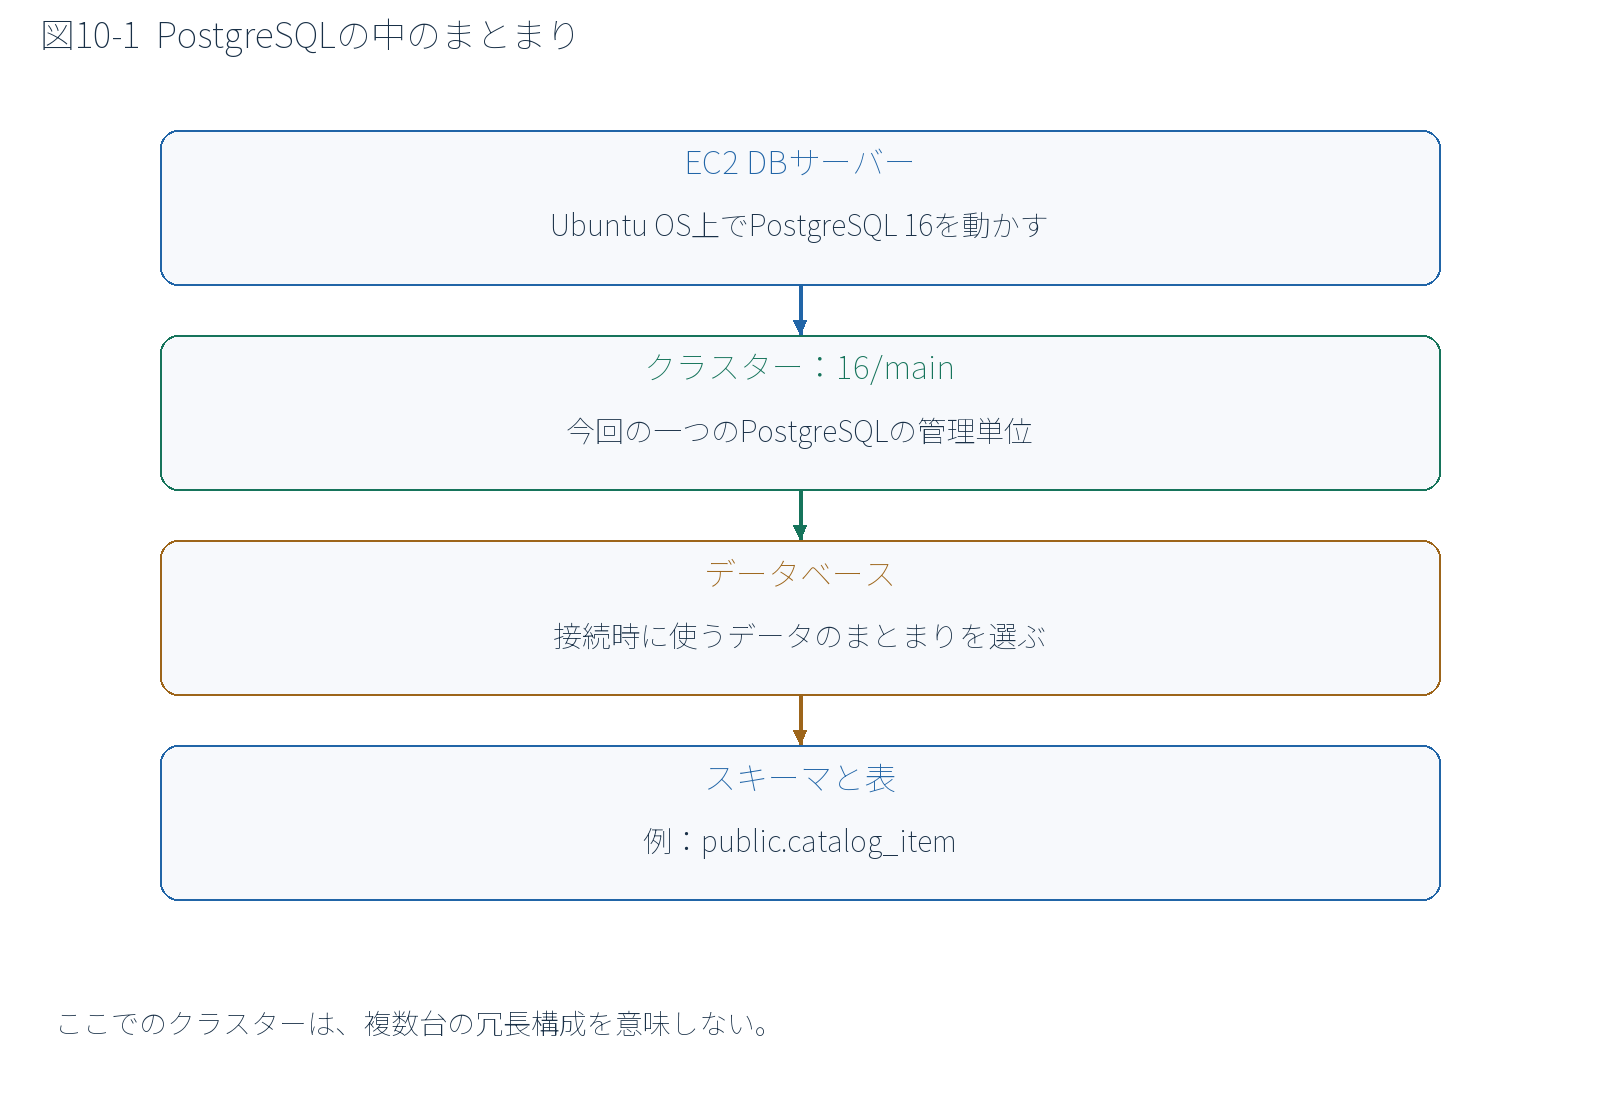 図10-1 PostgreSQLの中のまとまり
EC2 DBサーバー
Ubuntu OS上でPostgreSQL 16を動かす
クラスター：16/main
今回の一つのPostgreSQLの管理単位
データベース
接続時に使うデータのまとまりを選ぶ
スキーマと表
例：public.catalog_item
ここでのクラスターは、複数台の冗長構成を意味しない。